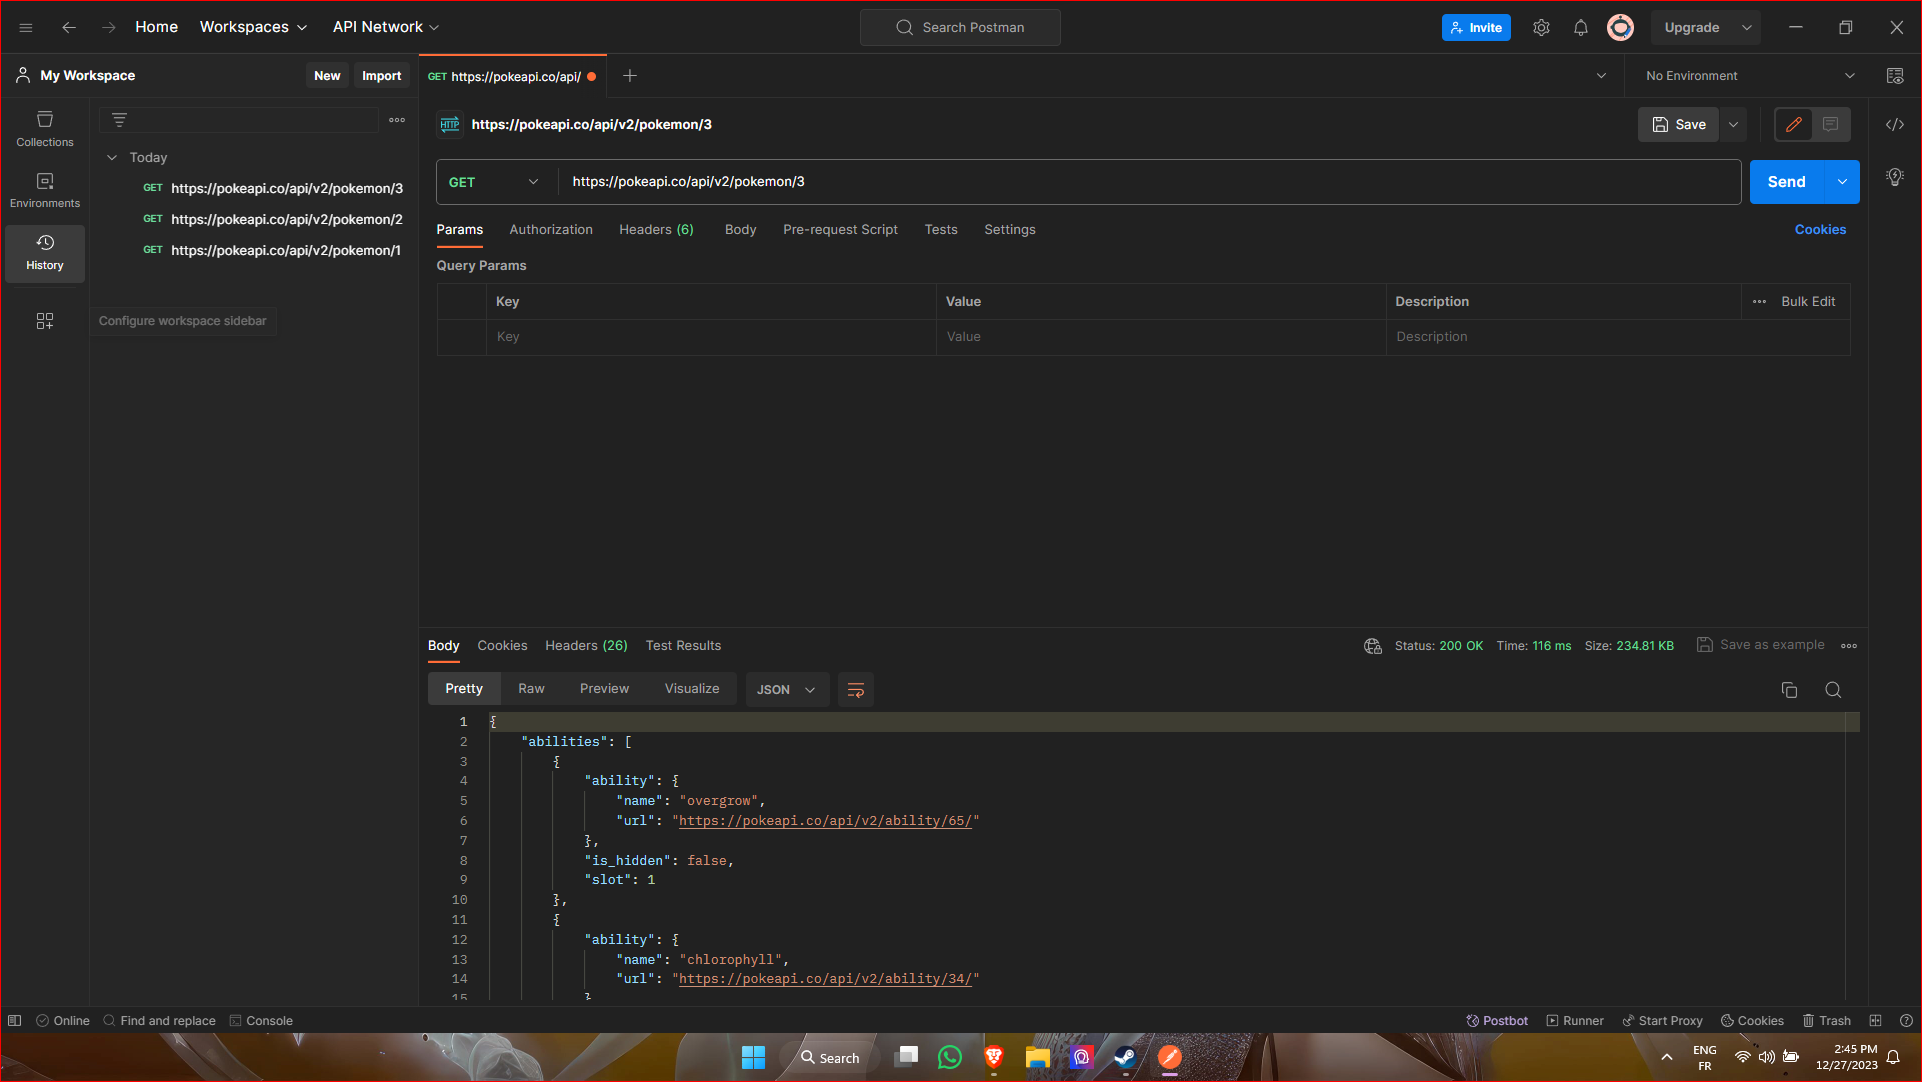 Home
Workspaces
API Network
Search Postman
Invite
Upgrade
My Workspace
New
Import
GET https://pokeapi.co/api/
No Environment
Collections
Environments
History
Today
GET https://pokeapi.co/api/v2/pokemon/3
GET https://pokeapi.co/api/v2/pokemon/2
GET https://pokeapi.co/api/v2/pokemon/1
Configure workspace sidebar
HTTP
https://pokeapi.co/api/v2/pokemon/3
Save
GET
https://pokeapi.co/api/v2/pokemon/3
Send
Params
Authorization
Headers (6)
Body
Pre-request Script
Tests
Settings
Cookies
Query Params
Key
Value
Description
Bulk Edit
Key
Value
Description
Body
Cookies
Headers (26)
Test Results
Status: 200 OK
Time: 116 ms
Size: 234.81 KB
Save as example
Pretty
Raw
Preview
Visualize
JSON
1 {
2 "abilities": [
3 {
4 "ability": {
5 "name": "overgrow",
6 "url": "https://pokeapi.co/api/v2/ability/65/"
7 },
8 "is_hidden": false,
9 "slot": 1
10 },
11 {
12 "ability": {
13 "name": "chlorophyll",
14 "url": "https://pokeapi.co/api/v2/ability/34/"
15 }
Online
Find and replace
Console
Postbot
Runner
Start Proxy
Cookies
Trash
Search
ENG
FR
2:45 PM
12/27/2023